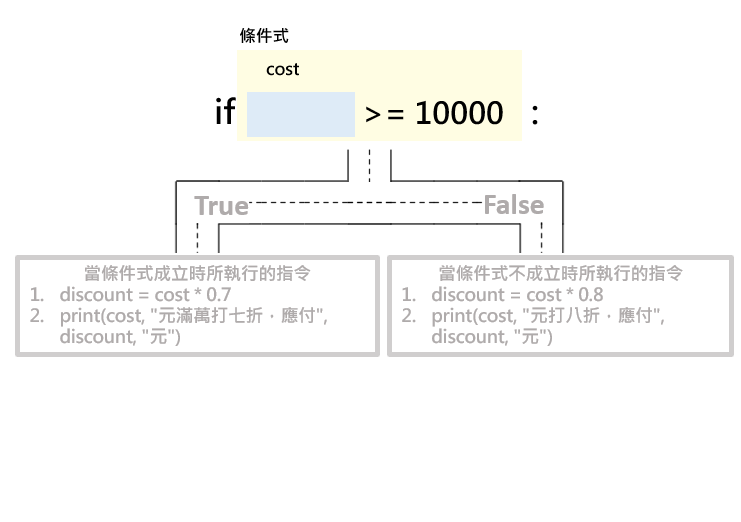 條件式
cost
if >= 10000 :
True False
當條件式成立時所執行的指令
1. discount = cost * 0.7
2. print(cost, "元滿萬打七折，應付",
discount, "元")
當條件式不成立時所執行的指令
1. discount = cost * 0.8
2. print(cost, "元打八折，應付",
discount, "元")